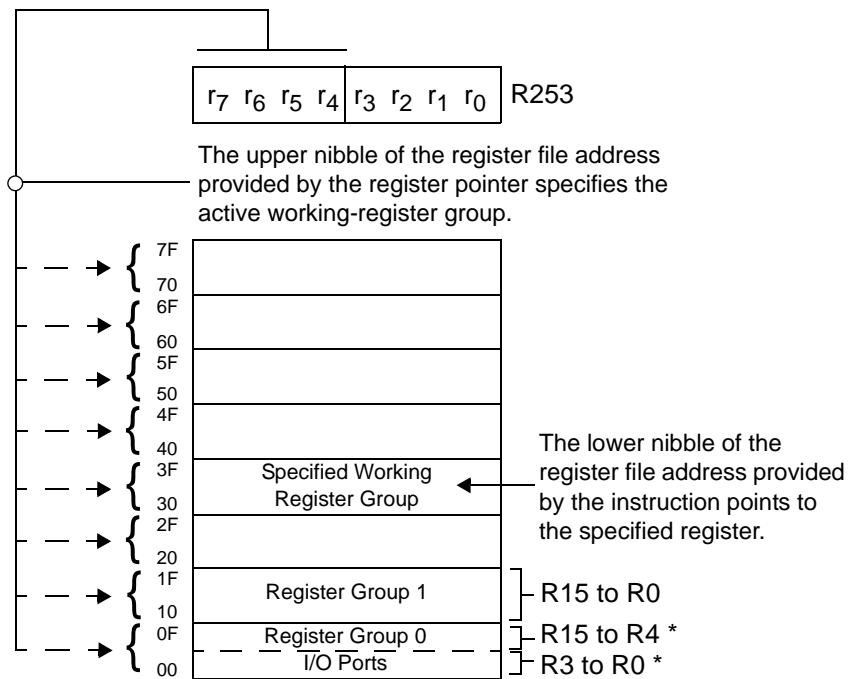 r7 r6 r5 r4 r3 r2 r1 r0 R253
The upper nibble of the register file address
provided by the register pointer specifies the
active working-register group.
7F
70
6F
60
5F
50
4F
40
3F
30
2F
20
1F
10
0F
00
Specified Working
Register Group
The lower nibble of the
register file address provided
by the instruction points to
the specified register.
Register Group 1
R15 to R0
Register Group 0
R15 to R4 *
I/O Ports
R3 to R0 *